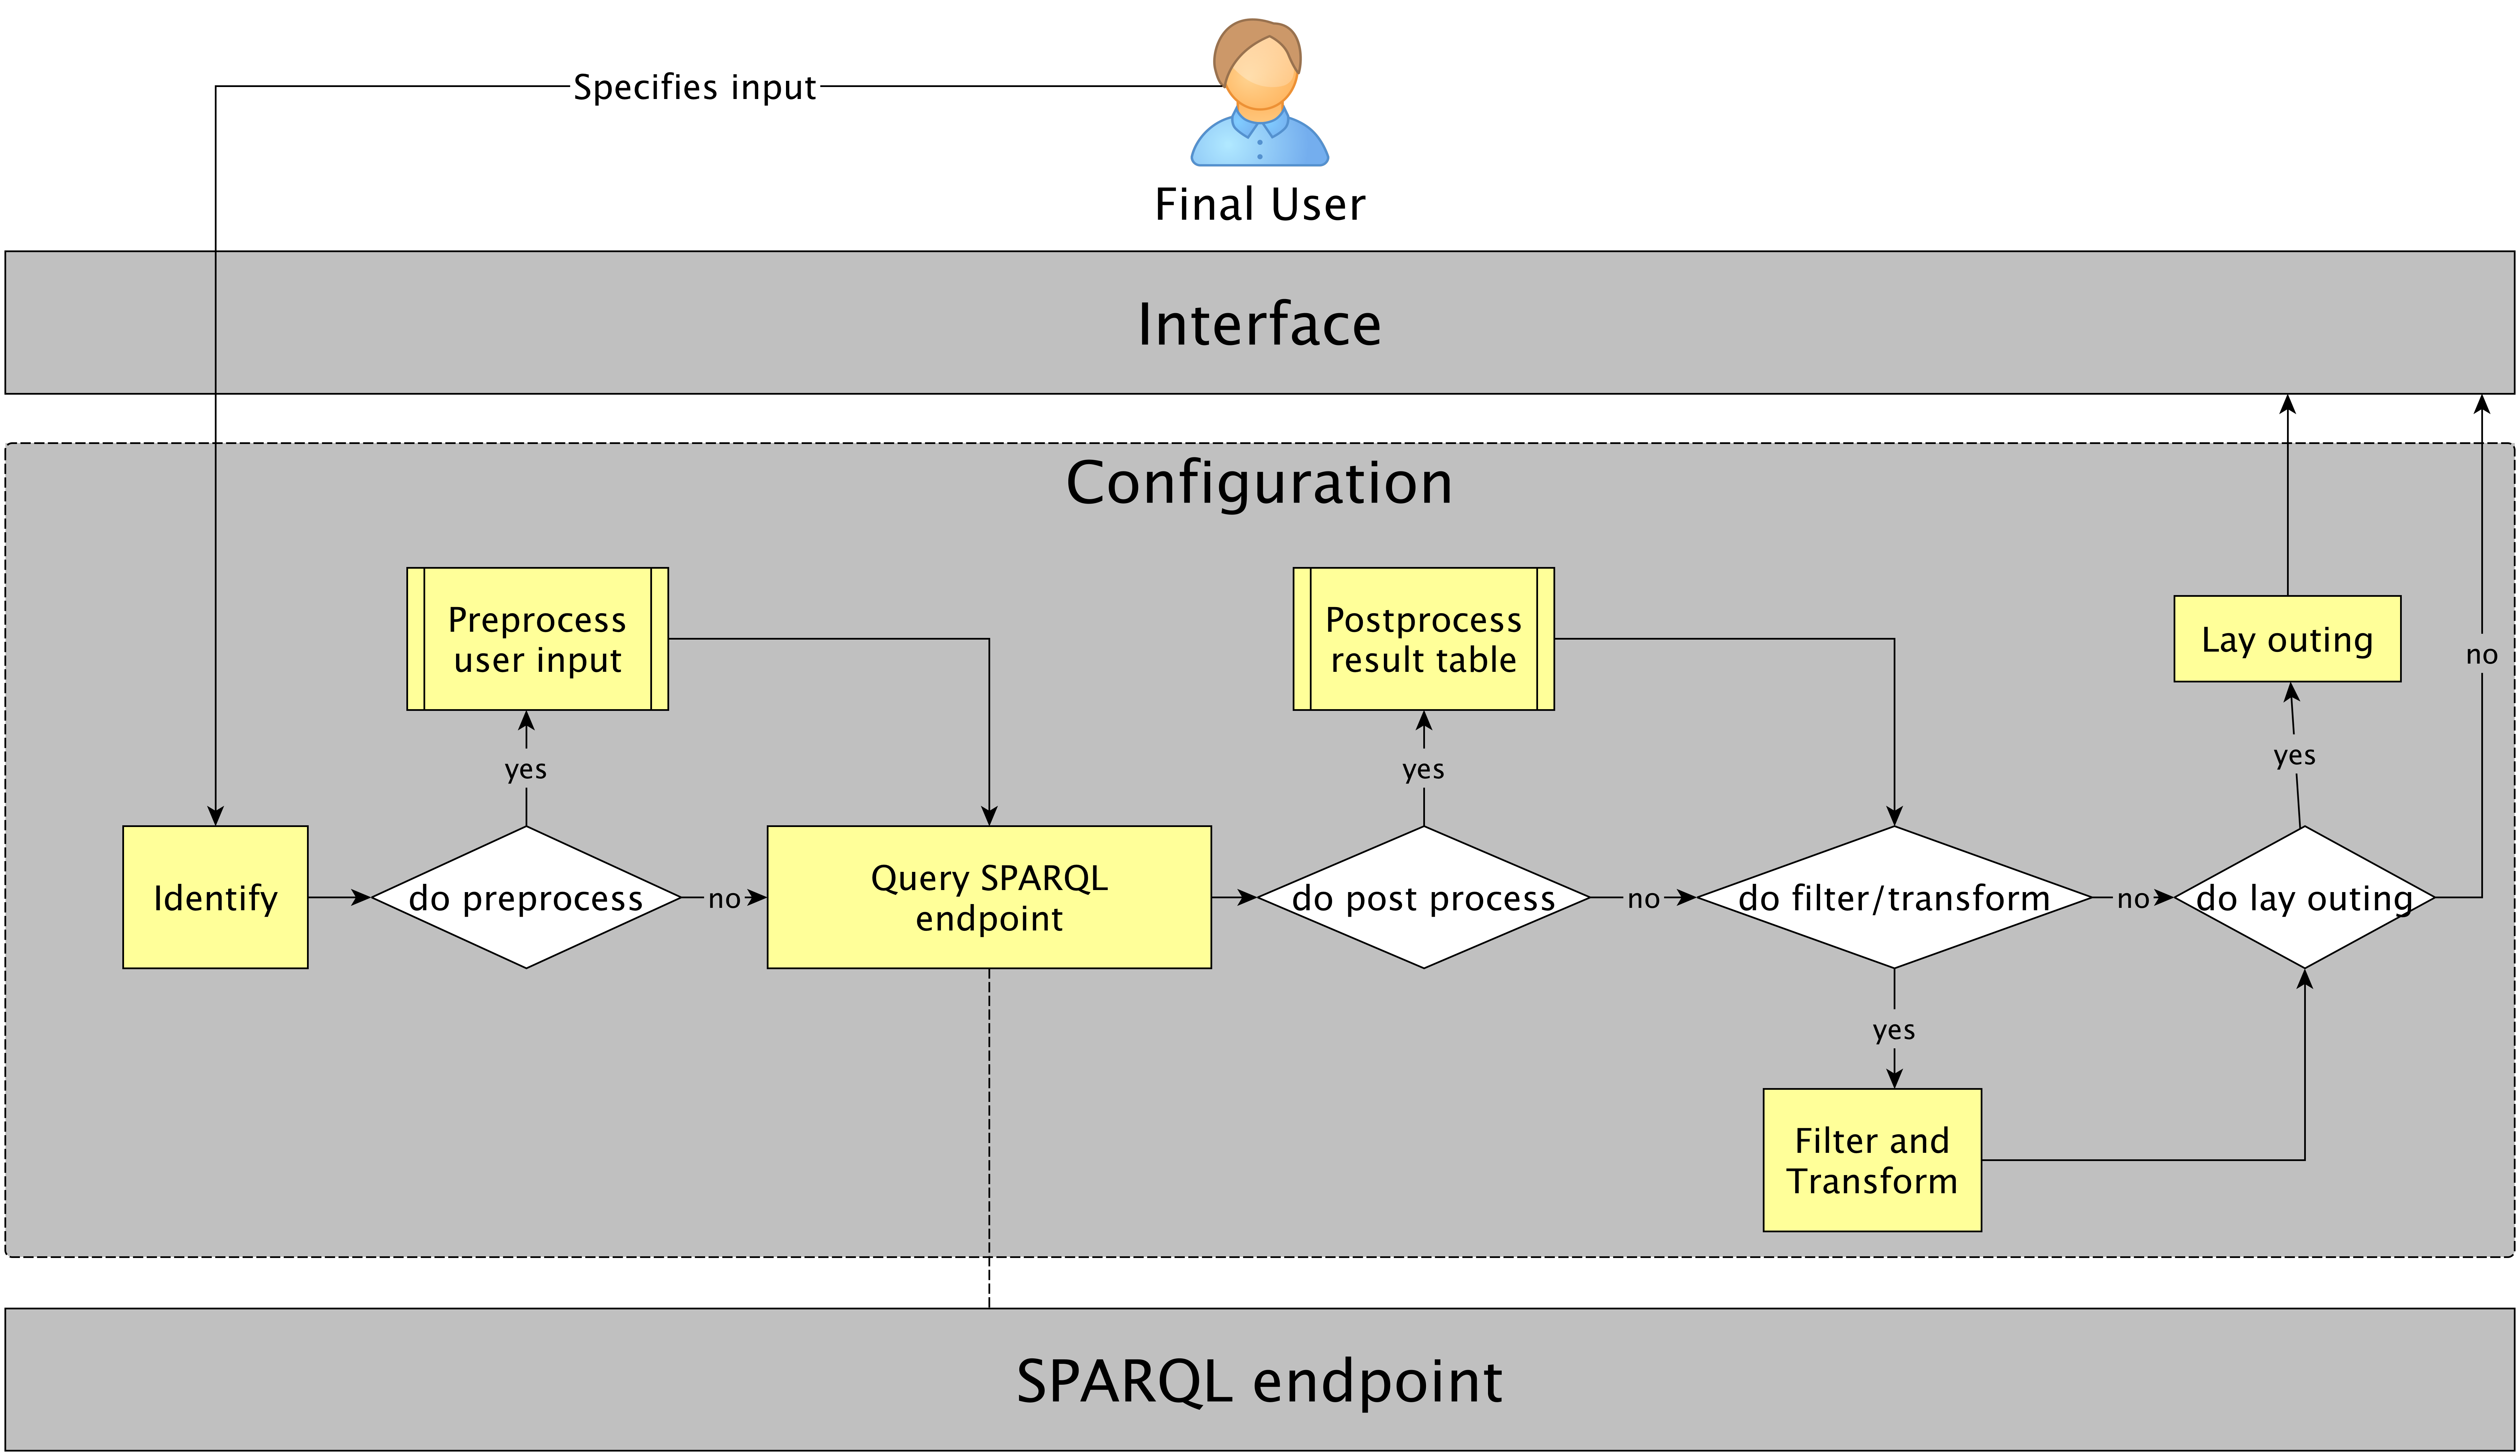 Specifies input
Final User
Interface
Configuration
Preprocess
user input
Postprocess
result table
Lay outing
no
yes
yes
yes
Identify
do preprocess
no
Query SPARQL
endpoint
do post process
no
do filter/transform
no
do lay outing
yes
Filter and
Transform
SPARQL endpoint